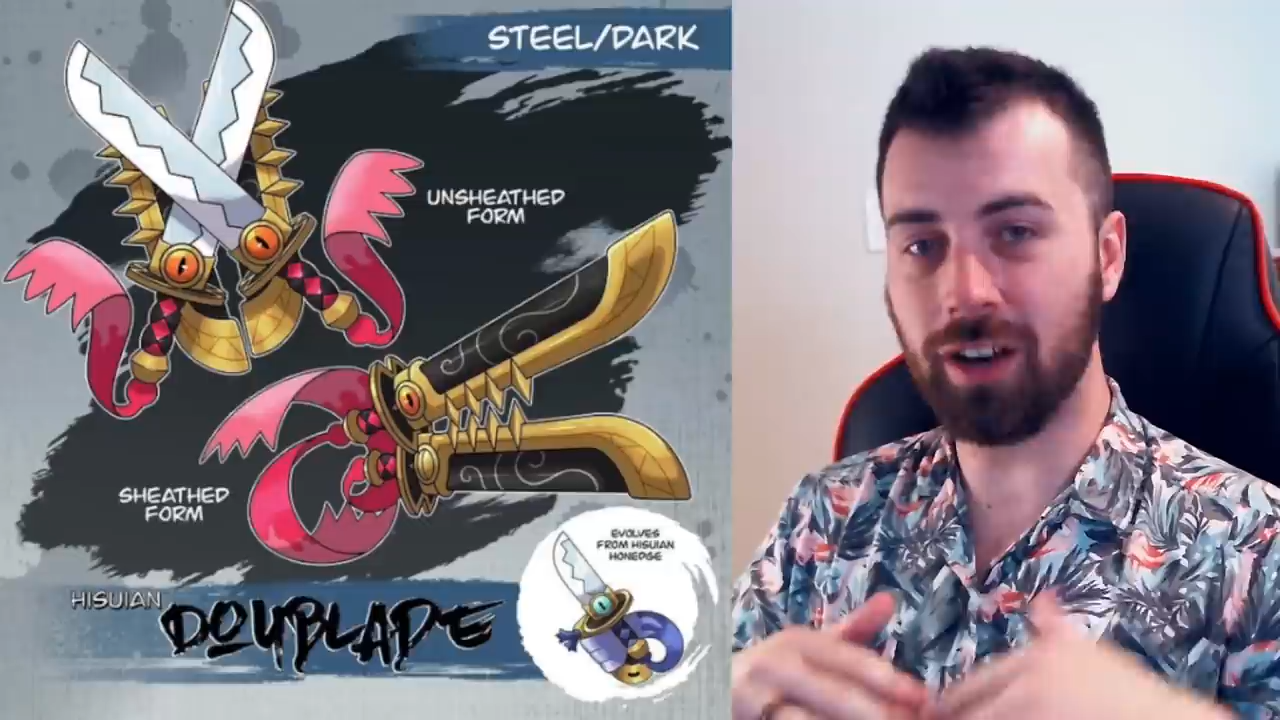 STEEL/DARK
UNSHEATHED
FORM
SHEATHED
FORM
EVOLVES
FROM HISUIAN
HONEDGE
HISUIAN
DOUBLADE